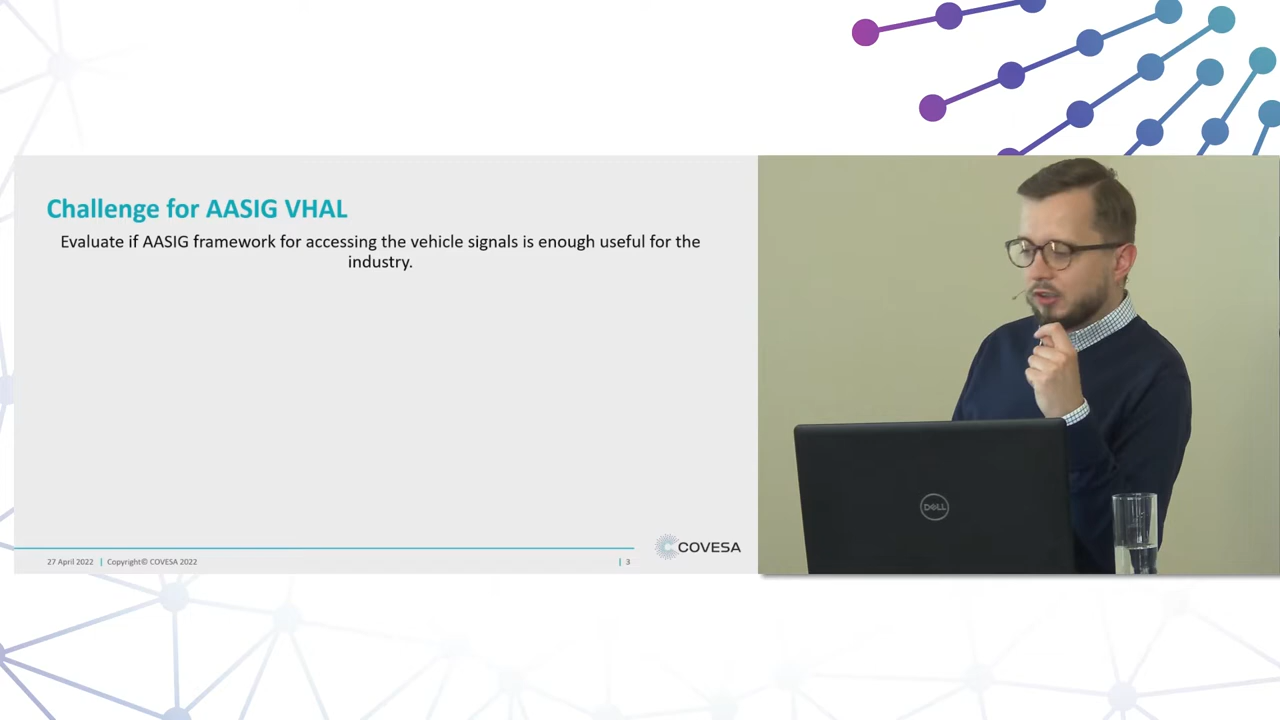 Challenge for AASIG VHAL
Evaluate if AASIG framework for accessing the vehicle signals is enough useful for the
industry.
27 April 2022 | Copyright© COVESA 2022
| 3
COVESA
DELL